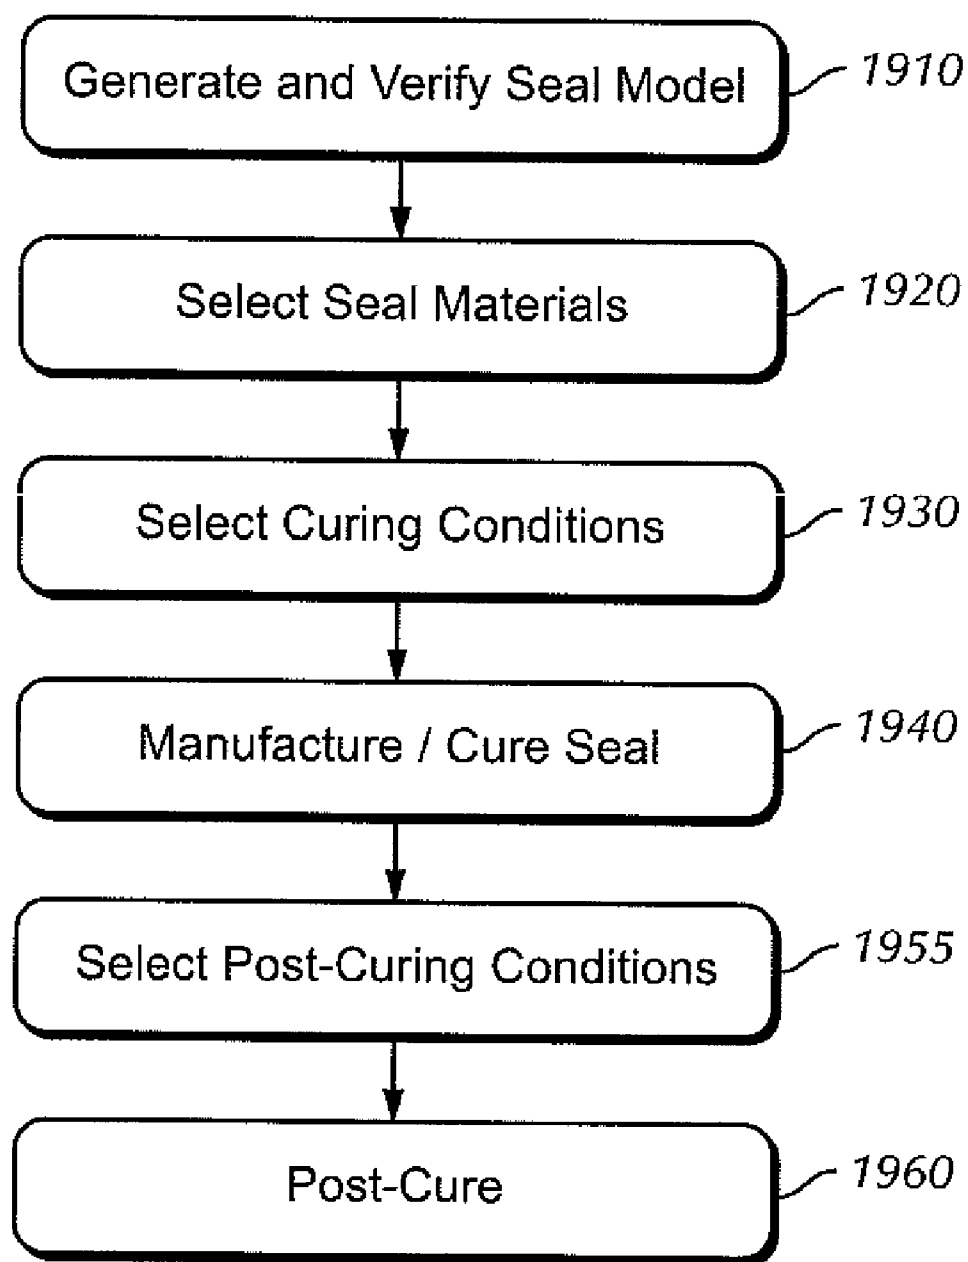 Generate and Verify Seal Model 1910
Select Seal Materials 1920
Select Curing Conditions 1930
Manufacture / Cure Seal 1940
Select Post-Curing Conditions 1955
Post-Cure 1960